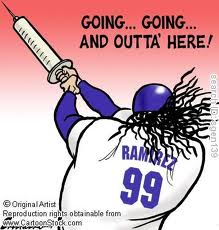 GOING... GOING...
AND OUTTA' HERE!
RAMIREZ
99
© Original Artist
Reproduction rights obtainable from
www.CartoonStock.com